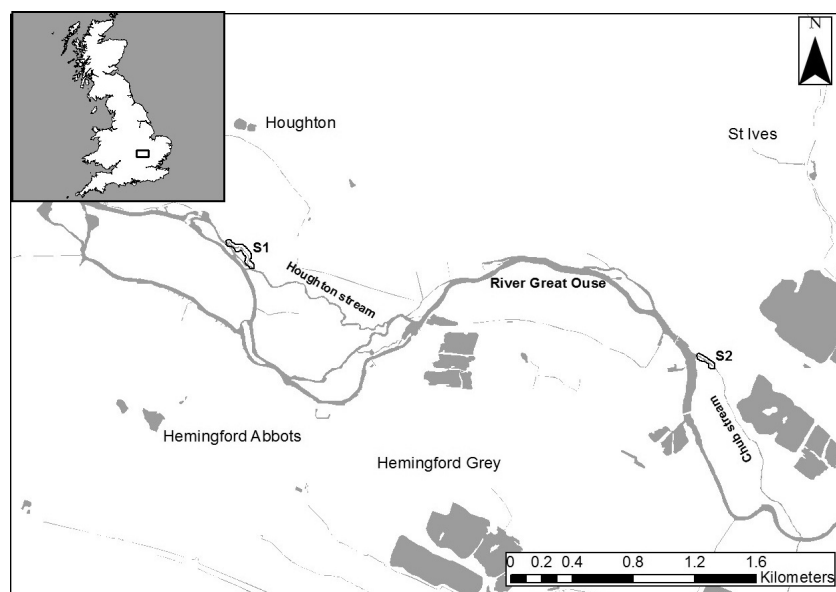 N
Houghton
St Ives
S1
Houghton stream
River Great Ouse
S2
Chub stream
Hemingford Abbots
Hemingford Grey
0 0.2 0.4 0.8 1.2 1.6
Kilometers